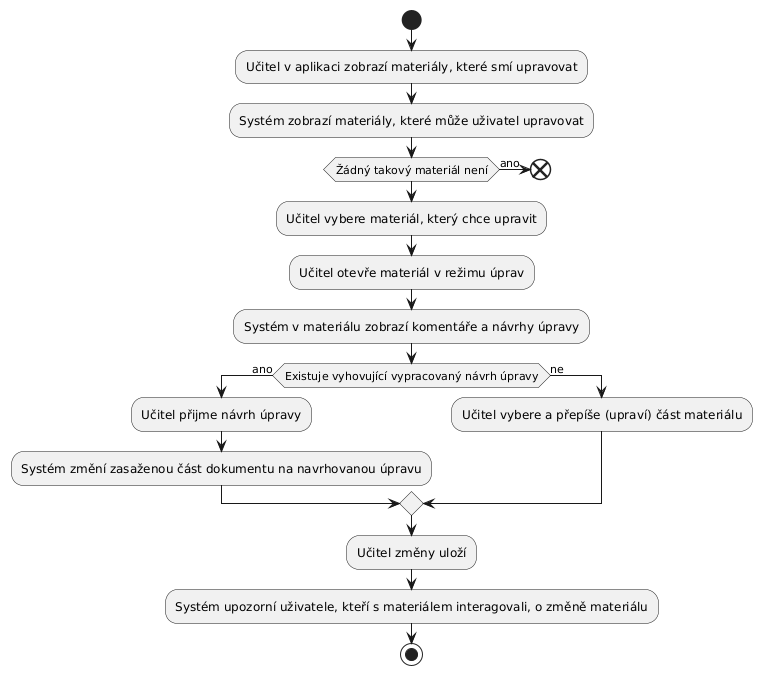 Učitel v aplikaci zobrazí materiály, které smí upravovat
Systém zobrazí materiály, které může uživatel upravovat
Žádný takový materiál není
ano
Učitel vybere materiál, který chce upravit
Učitel otevře materiál v režimu úprav
Systém v materiálu zobrazí komentáře a návrhy úpravy
ano
Existuje vyhovující vypracovaný návrh úpravy
ne
Učitel přijme návrh úpravy
Učitel vybere a přepíše (upraví) část materiálu
Systém změní zasaženou část dokumentu na navrhovanou úpravu
Učitel změny uloží
Systém upozorní uživatele, kteří s materiálem interagovali, o změně materiálu